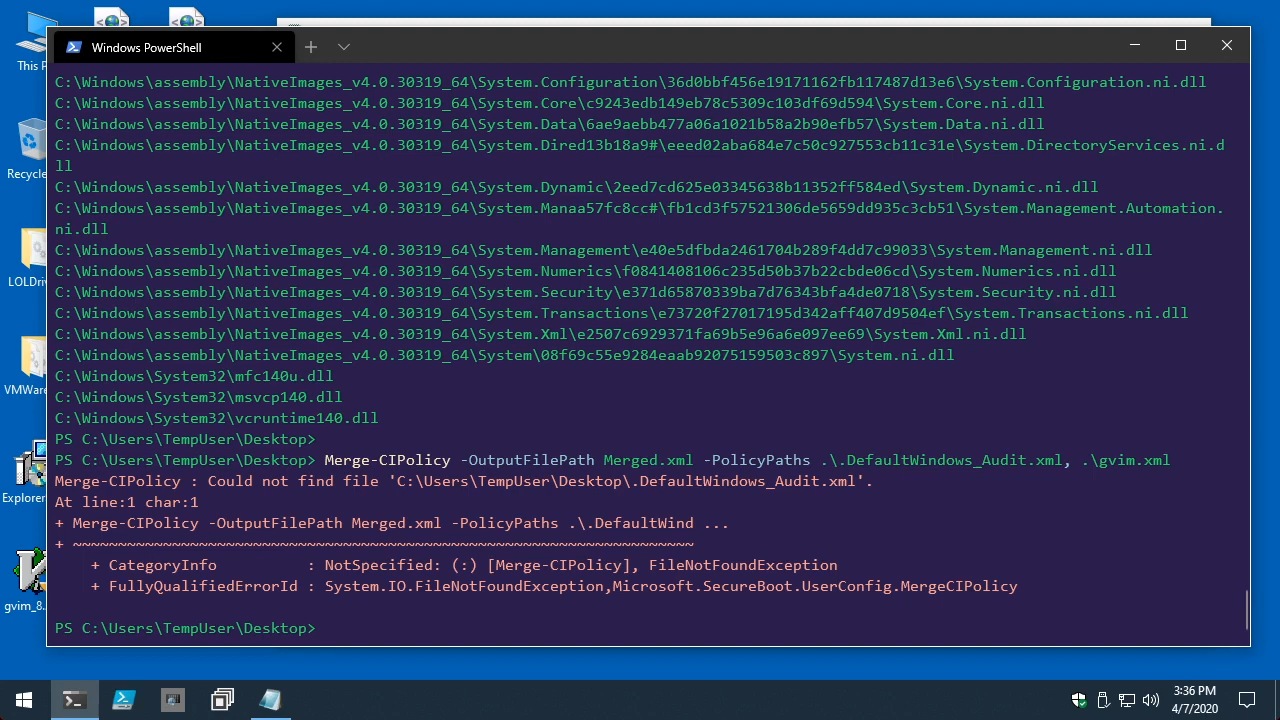 Windows PowerShell
C:\Windows\assembly\NativeImages_v4.0.30319_64\System.Configuration\36d0bbf456e19171162fb117487d13e6\System.Configuration.ni.dll
C:\Windows\assembly\NativeImages_v4.0.30319_64\System.Core\c9243edb149eb78c5309c103df69d594\System.Core.ni.dll
C:\Windows\assembly\NativeImages_v4.0.30319_64\System.Data\6ae9aebb477a06a1021b58a2b90efb57\System.Data.ni.dll
C:\Windows\assembly\NativeImages_v4.0.30319_64\System.Dired13b18a9#\eeed02aba684e7c50c927553cb11c31e\System.DirectoryServices.ni.d
ll
C:\Windows\assembly\NativeImages_v4.0.30319_64\System.Dynamic\2eed7cd625e03345638b11352ff584ed\System.Dynamic.ni.dll
C:\Windows\assembly\NativeImages_v4.0.30319_64\System.Manaa57fc8cc#\fb1cd3f57521306de5659dd935c3cb51\System.Management.Automation.
ni.dll
C:\Windows\assembly\NativeImages_v4.0.30319_64\System.Management\e40e5dfbda2461704b289f4dd7c99033\System.Management.ni.dll
C:\Windows\assembly\NativeImages_v4.0.30319_64\System.Numerics\f0841408106c235d50b37b22cbde06cd\System.Numerics.ni.dll
C:\Windows\assembly\NativeImages_v4.0.30319_64\System.Security\e371d65870339ba7d76343bfa4de0718\System.Security.ni.dll
C:\Windows\assembly\NativeImages_v4.0.30319_64\System.Transactions\e73720f27017195d342aff407d9504ef\System.Transactions.ni.dll
C:\Windows\assembly\NativeImages_v4.0.30319_64\System.Xml\e2507c6929371fa69b5e96a6e097ee69\System.Xml.ni.dll
C:\Windows\assembly\NativeImages_v4.0.30319_64\System\08f69c55e9284eaab92075159503c897\System.ni.dll
C:\Windows\System32\mfc140u.dll
C:\Windows\System32\msvcp140.dll
C:\Windows\System32\vcruntime140.dll
PS C:\Users\TempUser\Desktop>
PS C:\Users\TempUser\Desktop> Merge-CIPolicy -OutputFilePath Merged.xml -PolicyPaths .\.DefaultWindows_Audit.xml, .\gvim.xml
Merge-CIPolicy : Could not find file 'C:\Users\TempUser\Desktop\.DefaultWindows_Audit.xml'.
At line:1 char:1
+ Merge-CIPolicy -OutputFilePath Merged.xml -PolicyPaths .\.DefaultWind ...
+ ~~~~~~~~~~~~~~~~~~~~~~~~~~~~~~~~~~~~~~~~~~~~~~~~~~~~~~~~~~~~~~~~~~~~~
+ CategoryInfo : NotSpecified: (:) [Merge-CIPolicy], FileNotFoundException
+ FullyQualifiedErrorId : System.IO.FileNotFoundException,Microsoft.SecureBoot.UserConfig.MergeCIPolicy
PS C:\Users\TempUser\Desktop>
This P
Recycle
LOLDri
VMWare
Explorer
gvim_8.
3:36 PM
4/7/2020